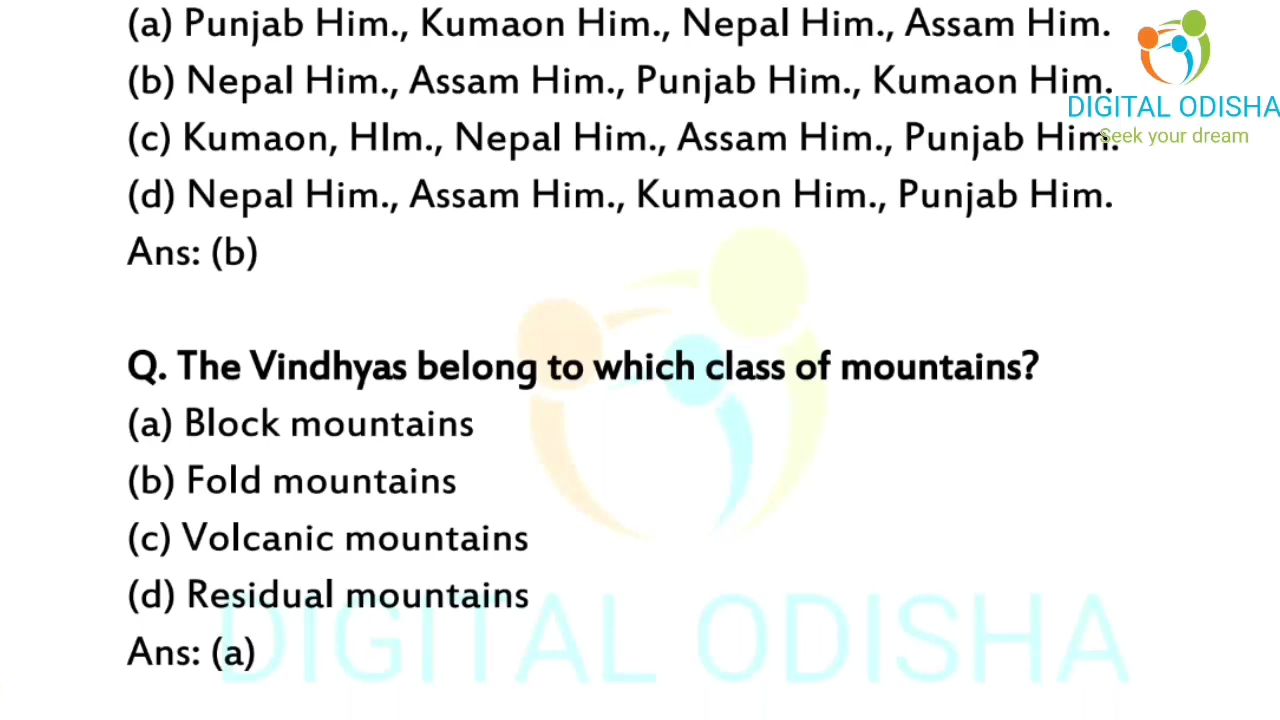 (a) Punjab Him., Kumaon Him., Nepal Him., Assam Him.
(b) Nepal Him., Assam Him., Punjab Him., Kumaon Him.
DIGITAL ODISHA
(c) Kumaon, HIm., Nepal Him., Assam Him., Punjab Him.
Seek your dream
(d) Nepal Him., Assam Him., Kumaon Him., Punjab Him.
Ans: (b)
Q. The Vindhyas belong to which class of mountains?
(a) Block mountains
(b) Fold mountains
(c) Volcanic mountains
(d) Residual mountains
Ans: (a)
DIGITAL ODISHA